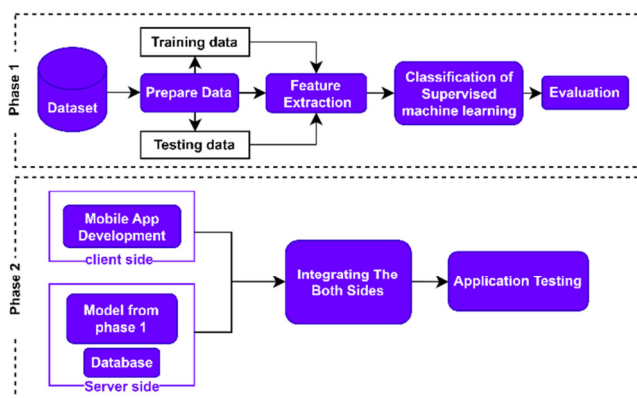 Phase 1
Training data
Dataset
Prepare Data
Testing data
Feature
Extraction
Classification of
Supervised
machine learning
Evaluation
Phase 2
Mobile App
Development
client side
Model from
phase 1
Database
Server side
Integrating The
Both Sides
Application Testing